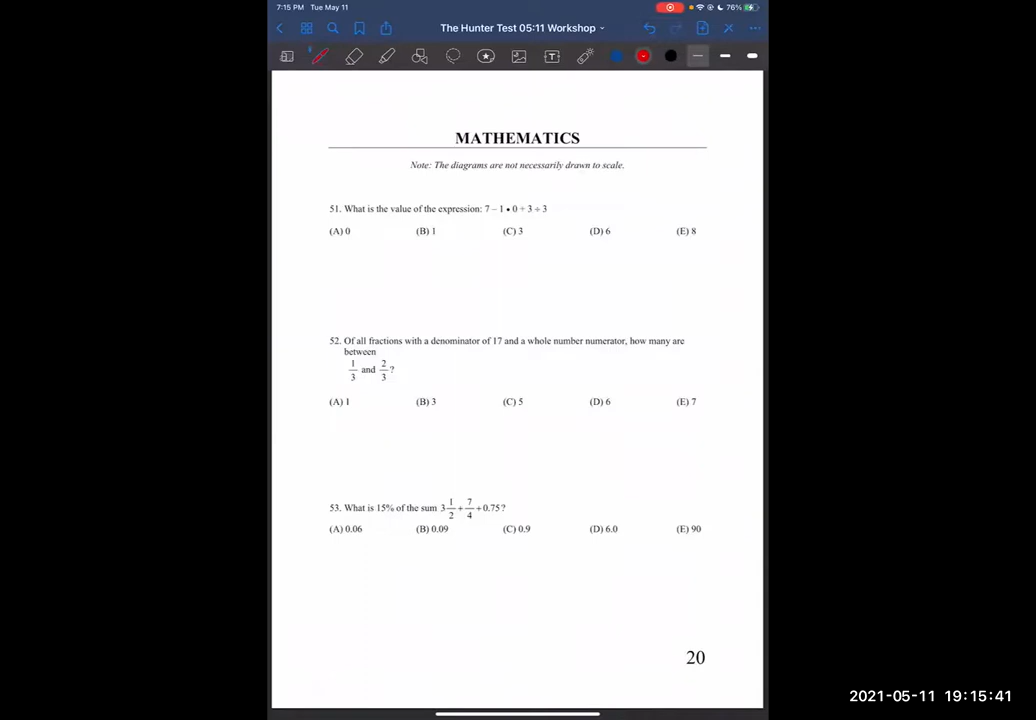 7:15 PM Tue May 11
76%
The Hunter Test 05:11 Workshop
MATHEMATICS
Note: The diagrams are not necessarily drawn to scale.
51. What is the value of the expression: 7 – 1 • 0 + 3 ÷ 3
(A) 0 (B) 1 (C) 3 (D) 6 (E) 8
52. Of all fractions with a denominator of 17 and a whole number numerator, how many are
between
1/3 and 2/3 ?
(A) 1 (B) 3 (C) 5 (D) 6 (E) 7
53. What is 15% of the sum 3 1/2 + 7/4 + 0.75?
(A) 0.06 (B) 0.09 (C) 0.9 (D) 6.0 (E) 90
20
2021-05-11 19:15:41